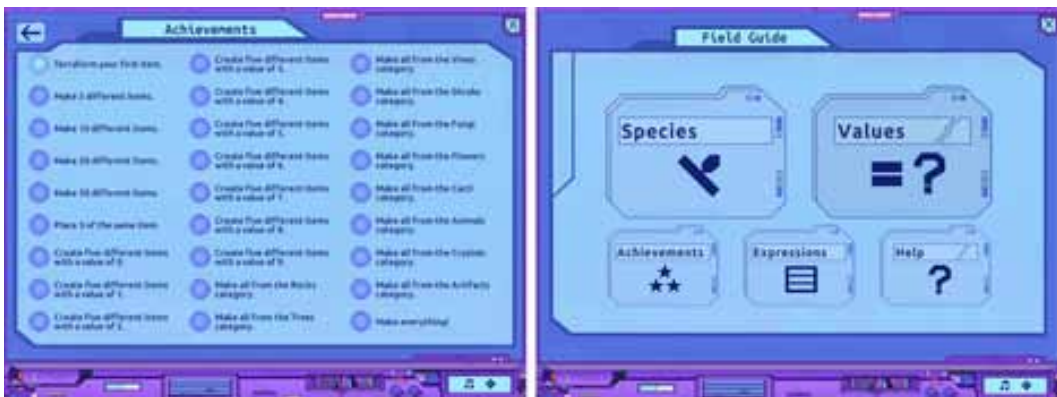 Achievements
Terraform your first item.
Make 5 different items.
Make 10 different items.
Make 20 different items.
Make 50 different items.
Place 5 of the same item.
Create five different items
with a value of 0.
Create five different items
with a value of 1.
Create five different items
with a value of 2.
Create five different items
with a value of 3.
Create five different items
with a value of 4.
Create five different items
with a value of 5.
Create five different items
with a value of 6.
Create five different items
with a value of 7.
Create five different items
with a value of 8.
Create five different items
with a value of 9.
Make all from the Rocks
category.
Make all from the Trees
category.
Make all from the Vines
category.
Make all from the Shrubs
category.
Make all from the Fungi
category.
Make all from the Flowers
category.
Make all from the Cacti
category.
Make all from the Animals
category.
Make all from the Cryptids
category.
Make all from the Artifacts
category.
Make everything!
Field Guide
Species
Values
=?
Achievements
Expressions
Help
?